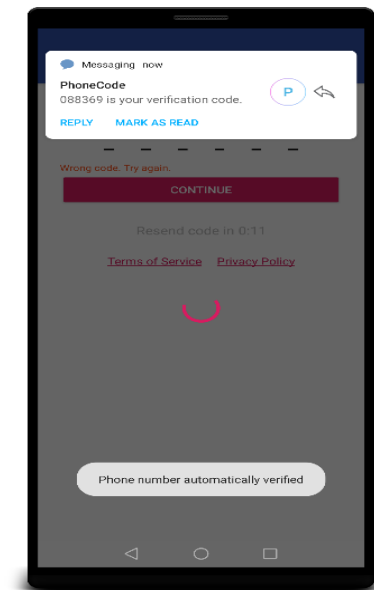 Messaging now
PhoneCode
088369 is your verification code.
P
REPLY MARK AS READ
Wrong code. Try again.
CONTINUE
Resend code in 0:11
Terms of Service Privacy Policy
Phone number automatically verified